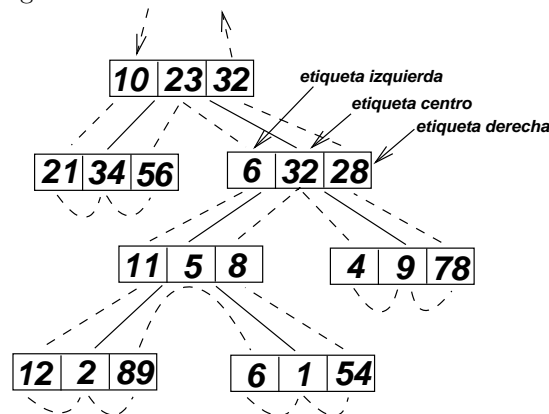 10 23 32
etiqueta izquierda
etiqueta centro
etiqueta derecha
21 34 56
6 32 28
11 5 8
4 9 78
12 2 89
6 1 54